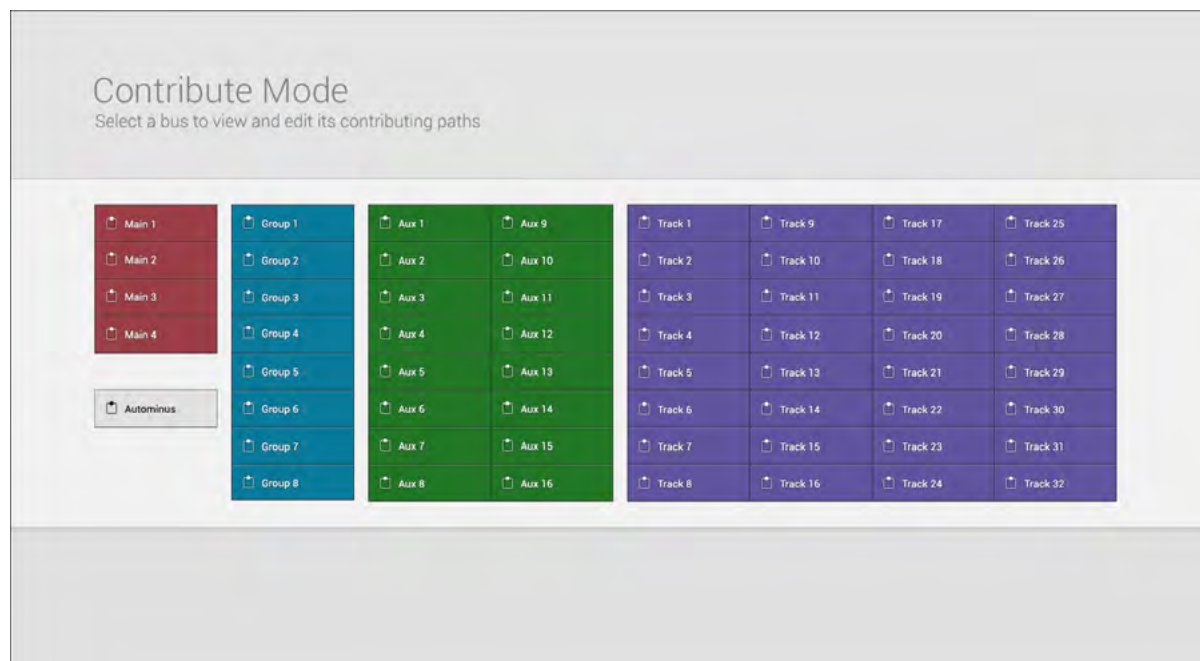 Contribute Mode
Select a bus to view and edit its contributing paths
Main 1 Group 1 Aux 1 Aux 9 Track 1 Track 9 Track 17 Track 25
Main 2 Group 2 Aux 2 Aux 10 Track 2 Track 10 Track 18 Track 26
Main 3 Group 3 Aux 3 Aux 11 Track 3 Track 11 Track 19 Track 27
Main 4 Group 4 Aux 4 Aux 12 Track 4 Track 12 Track 20 Track 28
Group 5 Aux 5 Aux 13 Track 5 Track 13 Track 21 Track 29
Autominus Group 6 Aux 6 Aux 14 Track 6 Track 14 Track 22 Track 30
Group 7 Aux 7 Aux 15 Track 7 Track 15 Track 23 Track 31
Group 8 Aux 8 Aux 16 Track 8 Track 16 Track 24 Track 32